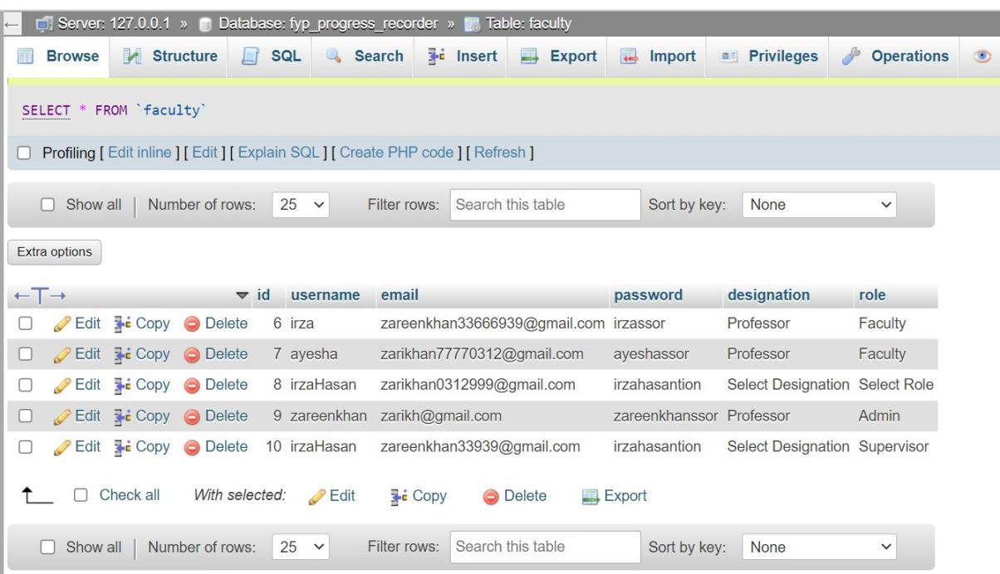 ← Server: 127.0.0.1 » Database: fyp_progress_recorder » Table: faculty
Browse Structure SQL Search Insert Export Import Privileges Operations
SELECT * FROM `faculty`
Profiling [ Edit inline ] [ Edit ] [ Explain SQL ] [ Create PHP code ] [ Refresh ]
Show all | Number of rows: 25 Filter rows: Search this table Sort by key: None
Extra options
←T→ id username email password designation role
Edit Copy Delete 6 irza zareenkhan33666939@gmail.com irzassor Professor Faculty
Edit Copy Delete 7 ayesha zarikhan77770312@gmail.com ayeshassor Professor Faculty
Edit Copy Delete 8 irzaHasan zarikhan0312999@gmail.com irzahasantion Select Designation Select Role
Edit Copy Delete 9 zareenkhan zarikh@gmail.com zareenkhanssor Professor Admin
Edit Copy Delete 10 irzaHasan zareenkhan33939@gmail.com irzahasantion Select Designation Supervisor
Check all With selected: Edit Copy Delete Export
Show all | Number of rows: 25 Filter rows: Search this table Sort by key: None